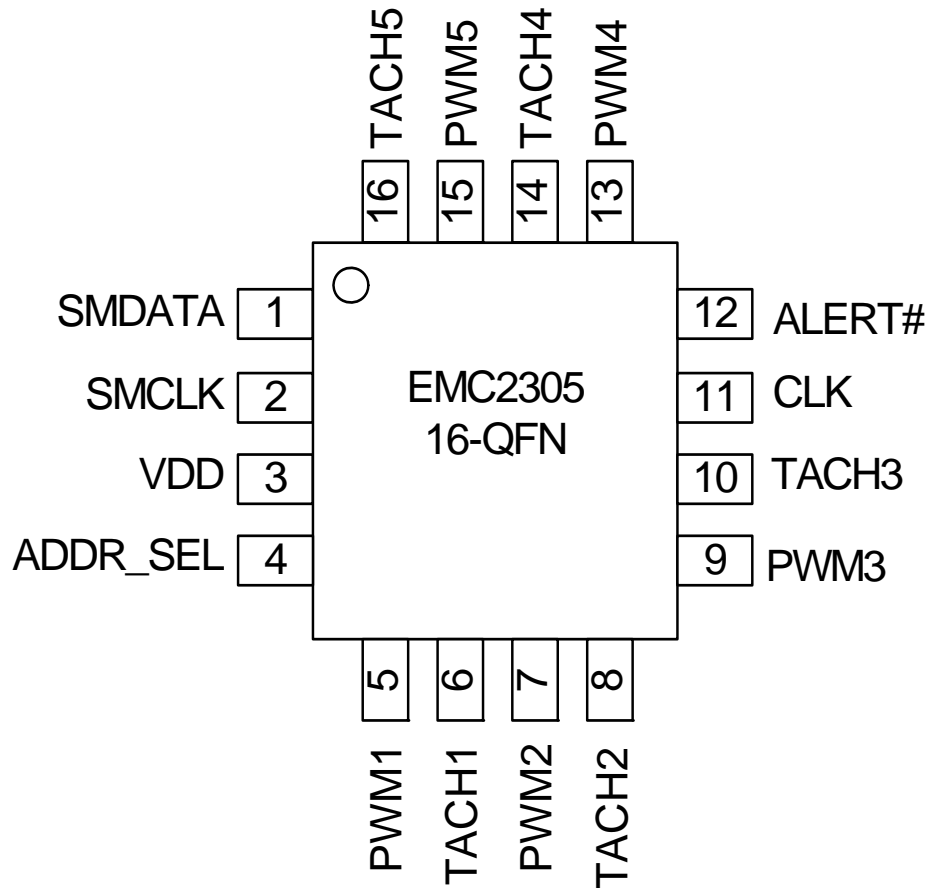 TACH5
PWM5
TACH4
PWM4
16
15
14
13
SMDATA 1
12 ALERT#
SMCLK 2
11 CLK
VDD 3
10 TACH3
ADDR_SEL 4
9 PWM3
EMC2305
16-QFN
5
6
7
8
PWM1
TACH1
PWM2
TACH2